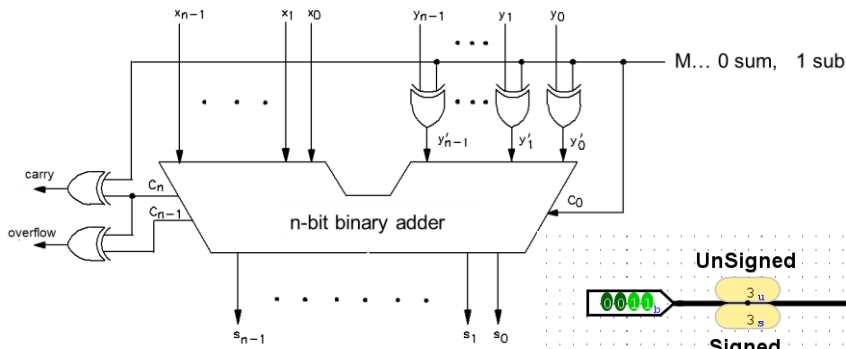 xn-1 x1 x0 yn-1 y1 y0
M... 0 sum, 1 sub
y'n-1 y'1 y'0
carry
Cn
Cn-1
C0
overflow
n-bit binary adder
UnSigned
0011b
3u
3s
sn-1 s1 s0
Signed